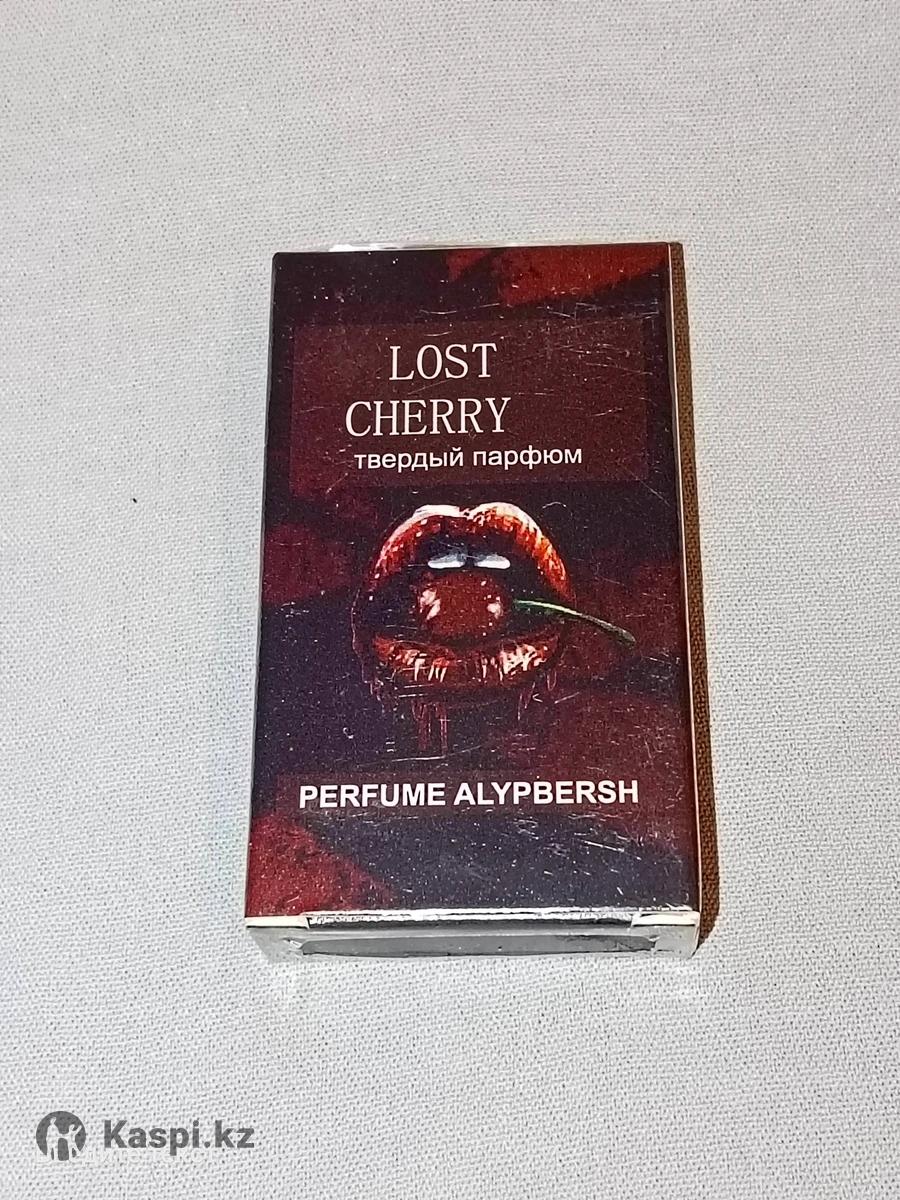 LOST
CHERRY
твердый парфюм
PERFUME ALYPBERSH
Kaspi.kz